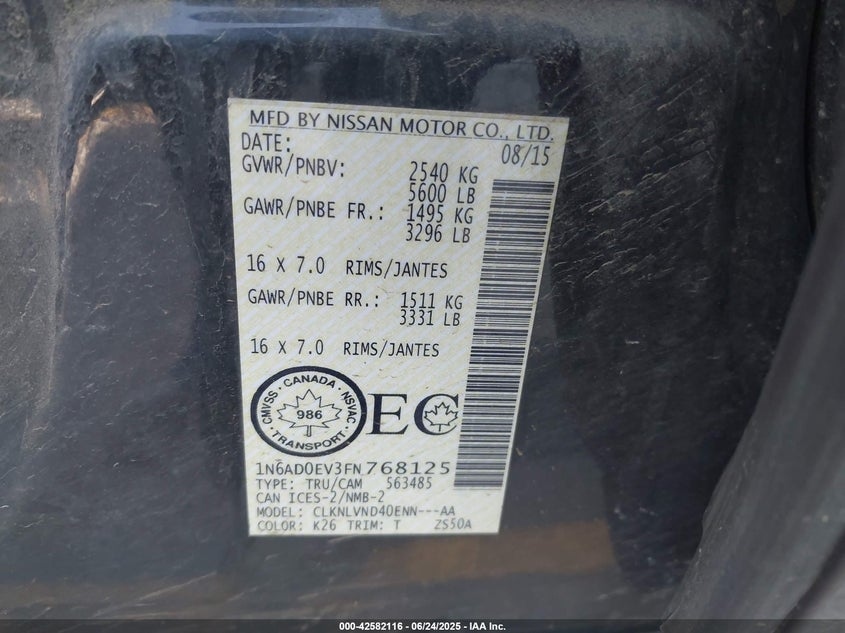 MFD BY NISSAN MOTOR CO., LTD.
DATE: 08/15
GVWR/PNBV: 2540 KG
5600 LB
GAWR/PNBE FR.: 1495 KG
3296 LB
16 X 7.0 RIMS/JANTES
GAWR/PNBE RR.: 1511 KG
3331 LB
16 X 7.0 RIMS/JANTES
CMVSS · CANADA · NSVAC
986
· TRANSPORT ·
EC
1N6AD0EV3FN768125
TYPE: TRU/CAM 563485
CAN ICES-2/NMB-2
MODEL: CLKNLVND40ENN---AA
COLOR: K26 TRIM: T ZS50A
000-42582116 - 06/24/2025 - IAA Inc.